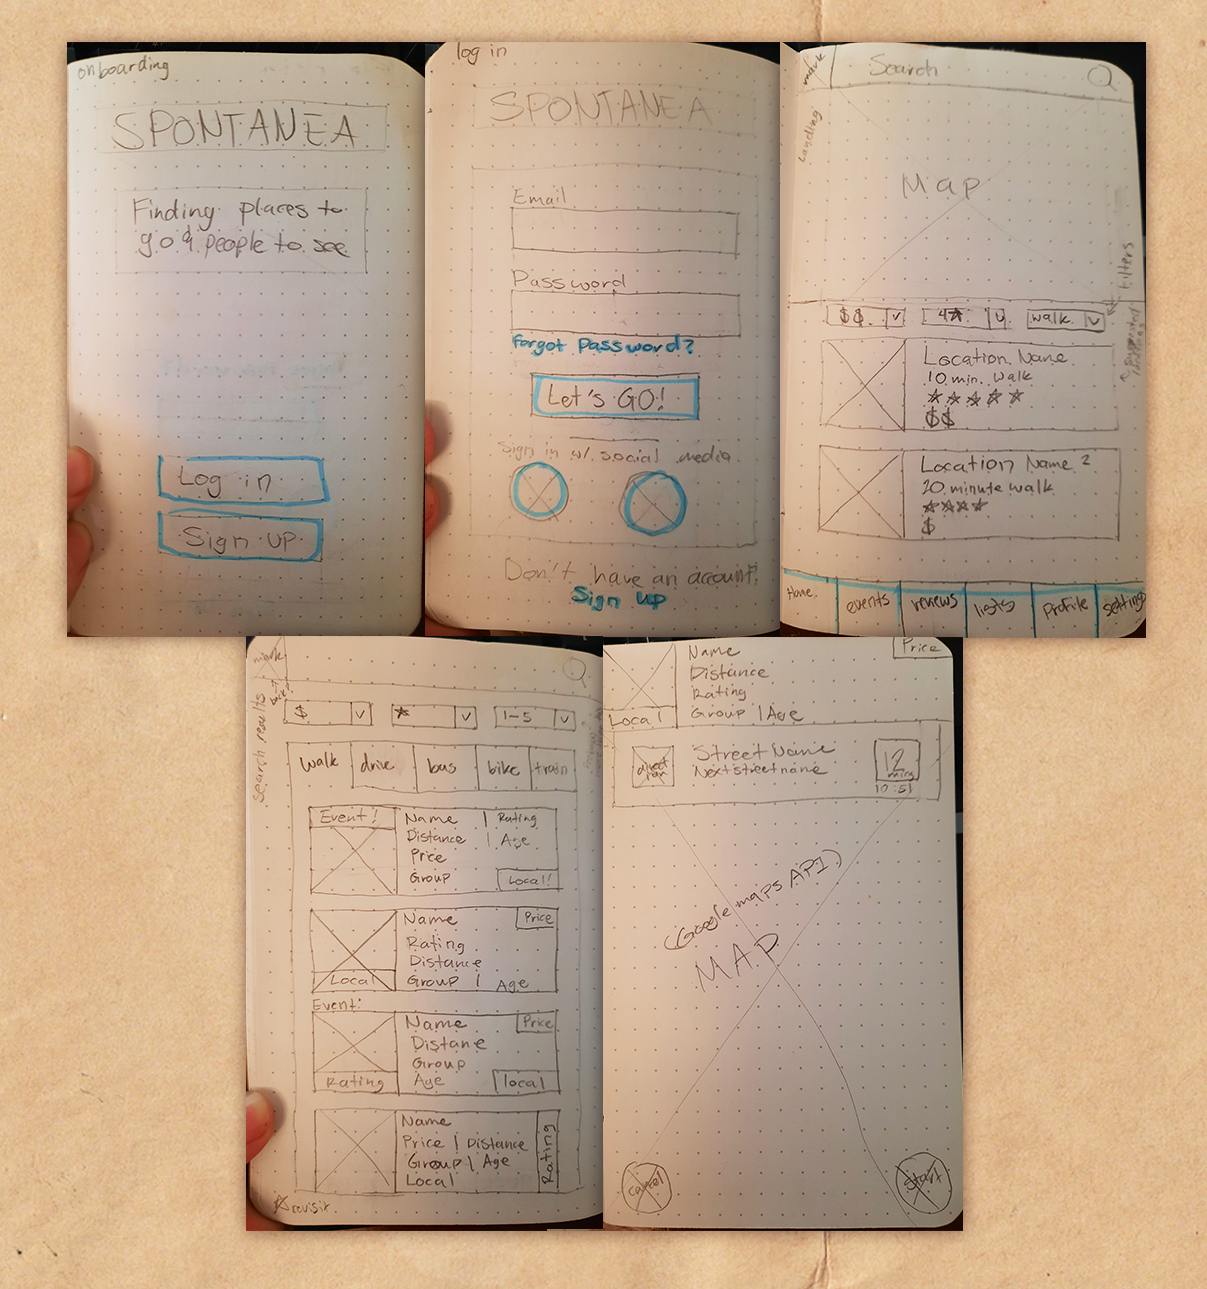 onboarding
SPONTANEA
Finding places to
go & people to see
Log in
Sign up
log in
SPONTANEA
Email
Password
forgot password?
Let's GO!
Sign in w/ social media
Don't have an account?
Sign up
Search
landing
Map
filters
$$ v
4★ v
walk v
Location Name
10 min. walk
★★★★★
$$
Location Name 2
20 minute walk
★★★★
$
Home
events
reviews
lists
profile
settings
search results
back?
$ v
★ v
1-5 v
walk
drive
bus
bike
train
Event!
Name | Rating
Distance | Age
Price
Group
Local!
Name
Price
Rating
Distance
Group | Age
Local
Event:
Name
Price
Distane
Group
Age
Rating
local
Name
Price | Distance
Group | Age
Local
Rating
revisit
Name
Price
Distance
Rating
Group | Age
Local
Street Name
Next street name
12
mins
10:51
(Google maps API)
MAP
cancel
Start